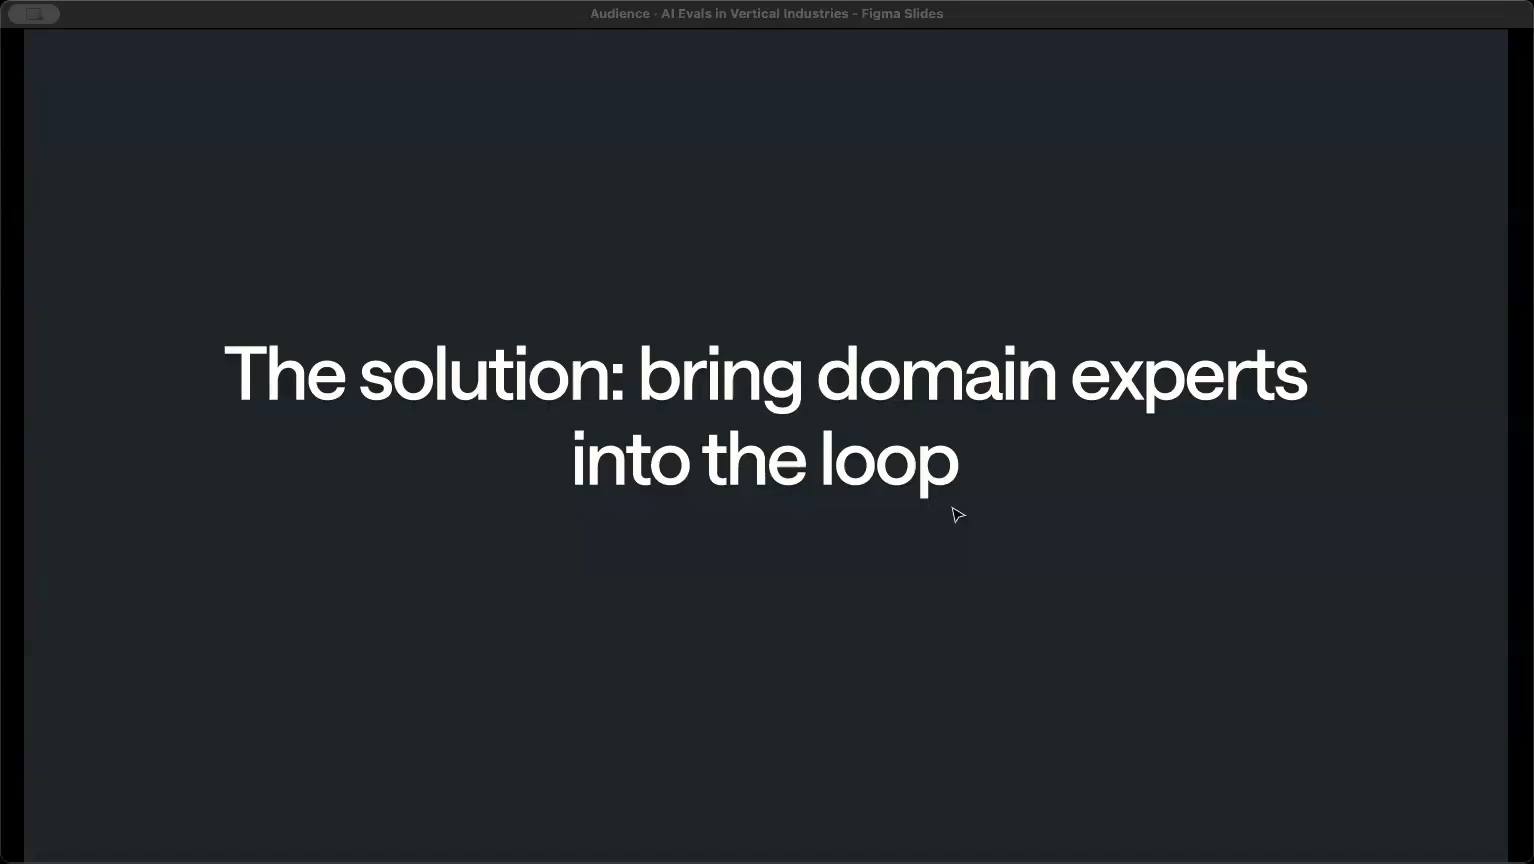 Audience · AI Evals in Vertical Industries – Figma Slides
The solution: bring domain experts
into the loop